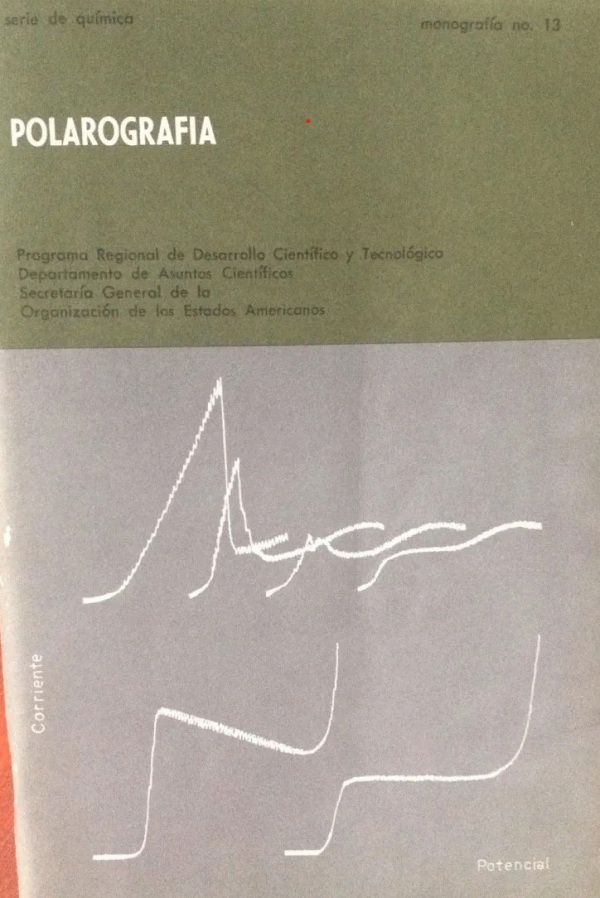 serie de química
monografía no. 13
POLAROGRAFIA
Programa Regional de Desarrollo Científico y Tecnológico
Departamento de Asuntos Científicos
Secretaría General de la
Organización de los Estados Americanos
Corriente
Potencial